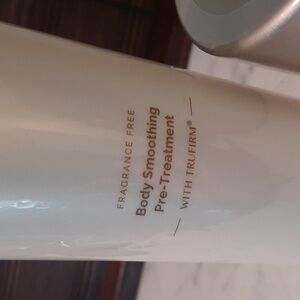 FRAGRANCE FREE
Body Smoothing
Pre-Treatment
WITH TRUFIRM®